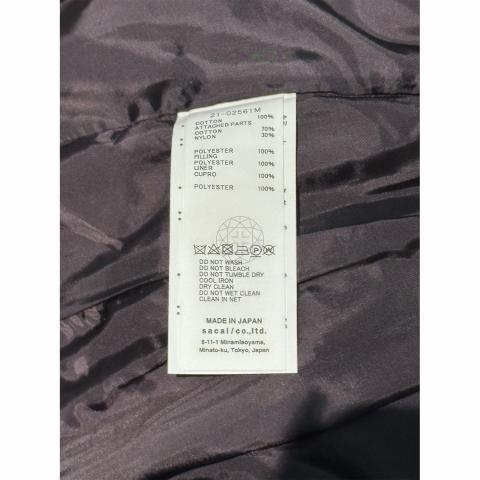 21-02561M
COTTON 100%
ATTACHED PARTS
COTTON 70%
NYLON 30%
POLYESTER 100%
FILLING
POLYESTER 100%
LINER
CUPRO 100%
POLYESTER 100%
DO NOT WASH
DO NOT BLEACH
DO NOT TUMBLE DRY
COOL IRON
DRY CLEAN
DO NOT WET CLEAN
CLEAN IN NET
MADE IN JAPAN
sacai/co.,ltd.
6-11-1 Minamiaoyama,
Minato-ku, Tokyo, Japan